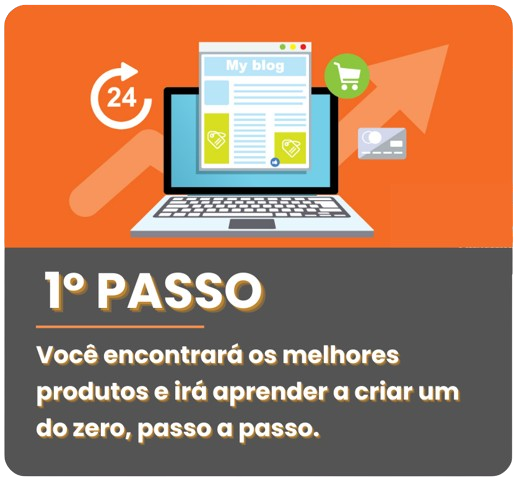 My blog
24
1º PASSO
Você encontrará os melhores
produtos e irá aprender a criar um
do zero, passo a passo.